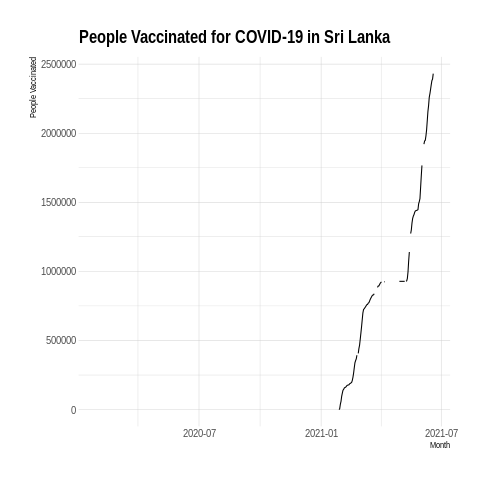 People Vaccinated for COVID-19 in Sri Lanka
People Vaccinated
2500000
2000000
1500000
1000000
500000
0
2020-07 2021-01 2021-07
Month